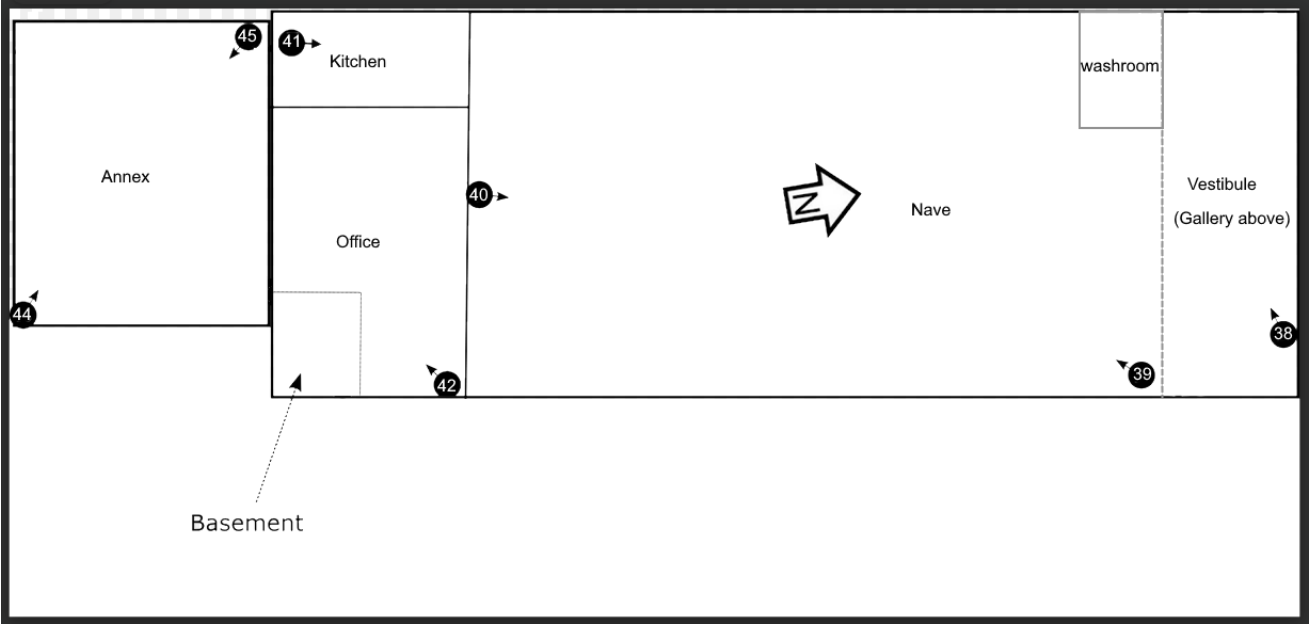 45
41
Kitchen
washroom
Annex
40
N
Nave
Vestibule
(Gallery above)
Office
44
42
39
38
Basement